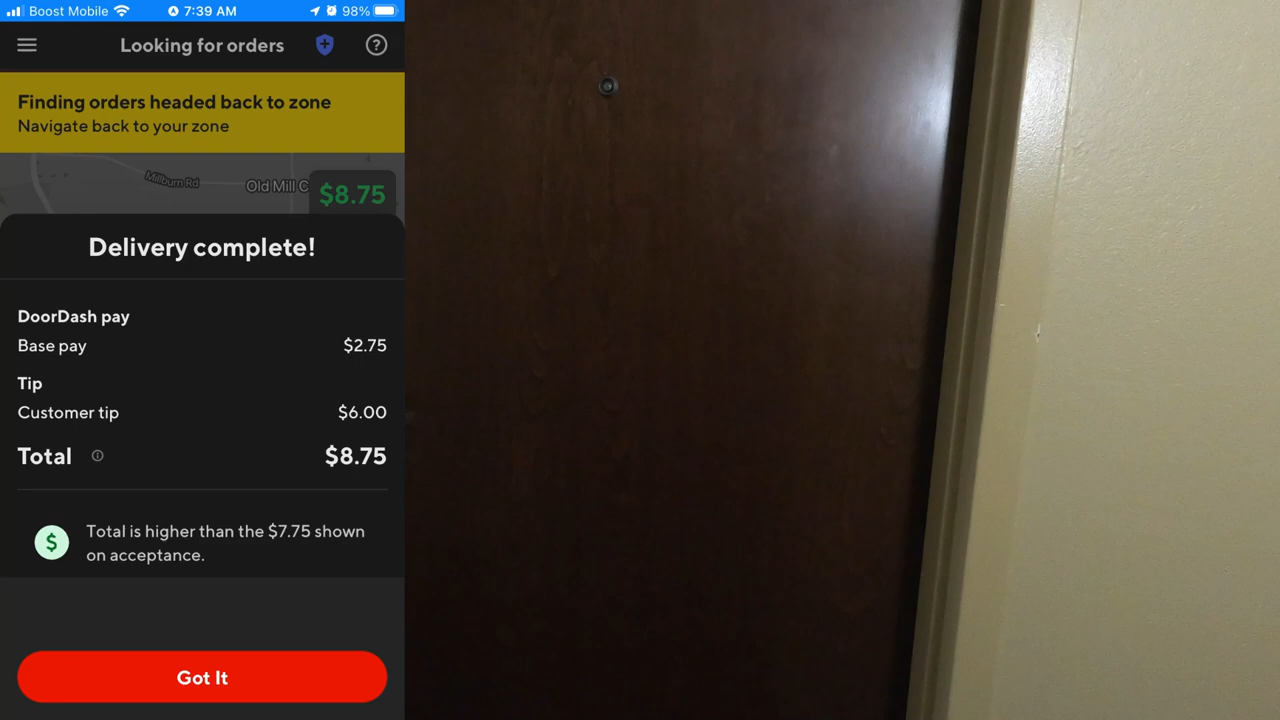 Boost Mobile 7:39 AM 98%
Looking for orders
Finding orders headed back to zone
Navigate back to your zone
Millburn Rd
Old Mill C
$8.75
Delivery complete!
DoorDash pay
Base pay $2.75
Tip
Customer tip $6.00
Total $8.75
$ Total is higher than the $7.75 shown
on acceptance.
Got It